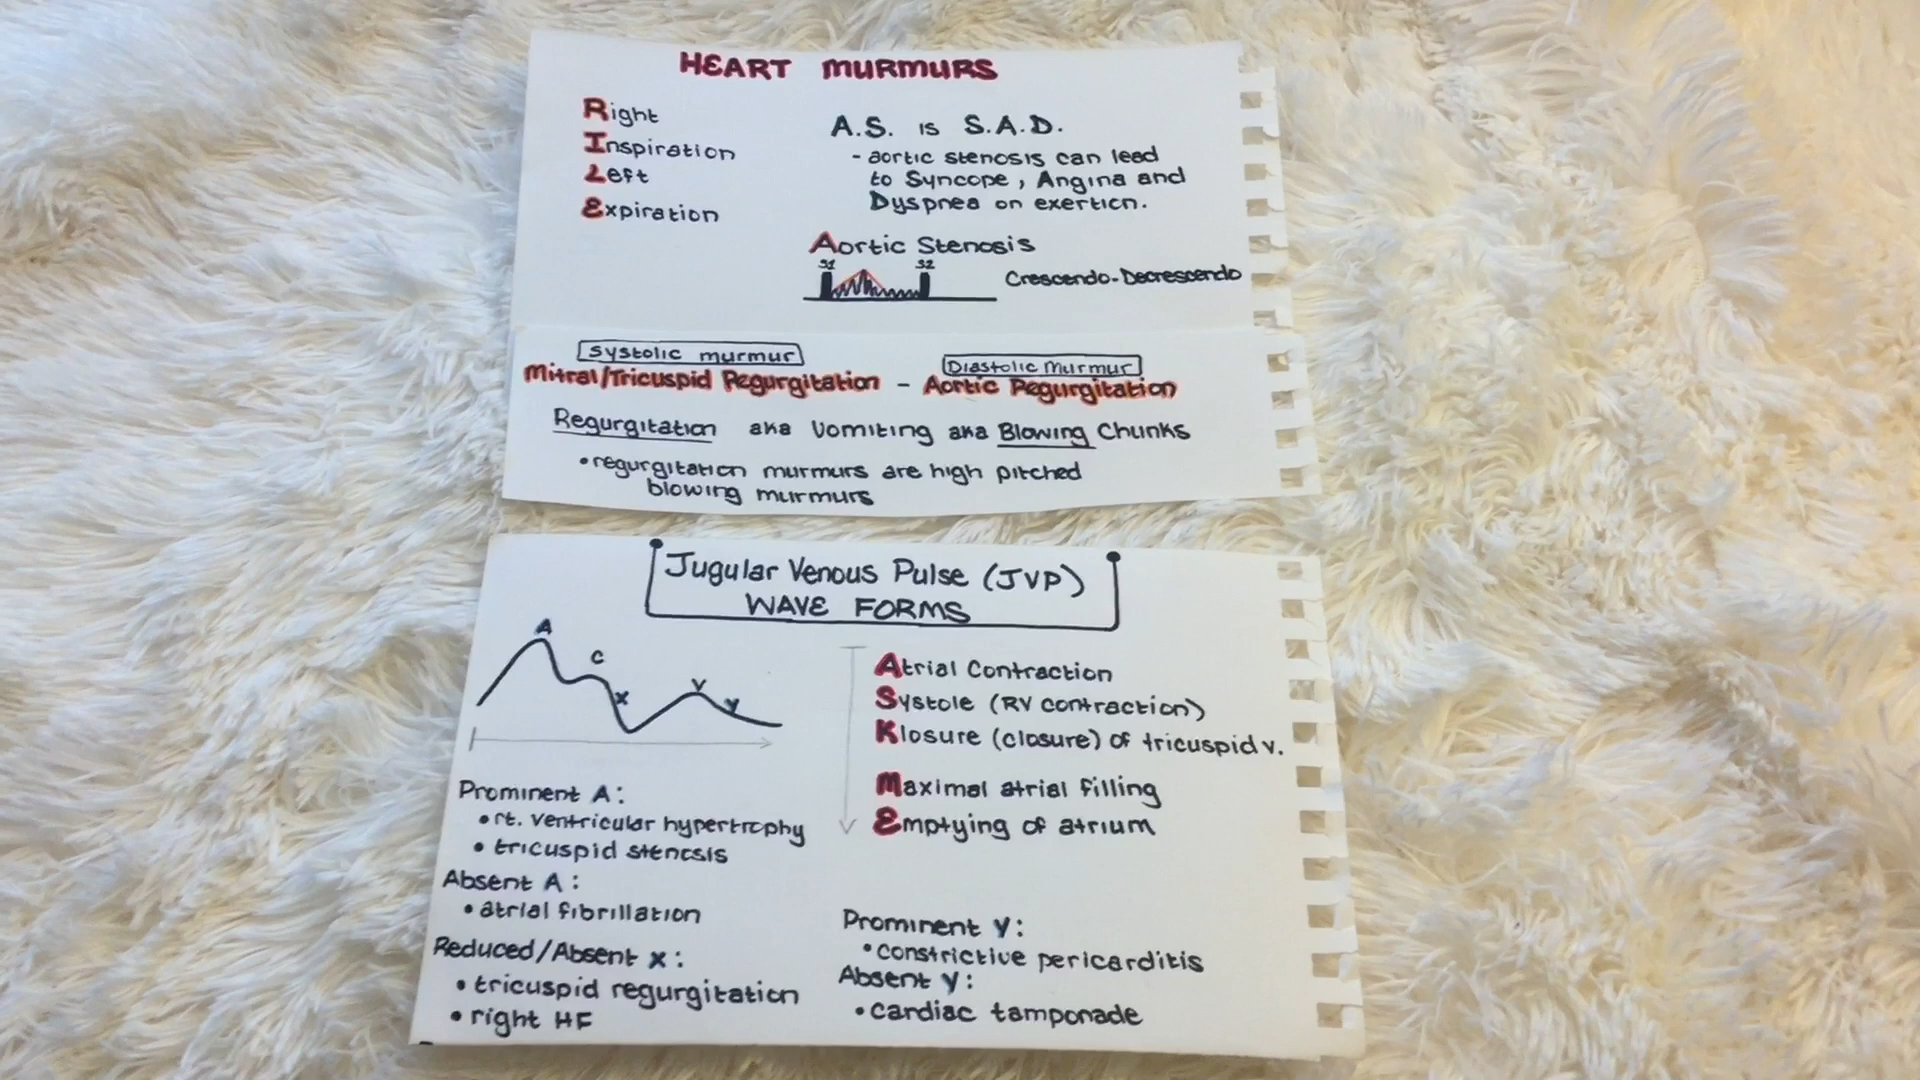 HEART MURMURS
Right
Inspiration
Left
Expiration
A.S. is S.A.D.
- aortic stenosis can lead
to Syncope, Angina and
Dyspnea on exertion.
Aortic Stenosis
S1 S2
Crescendo-Decrescendo
Systolic murmur
Mitral/Tricuspid Regurgitation - Aortic Regurgitation
Diastolic Murmur
Regurgitation aka Vomiting aka Blowing Chunks
• regurgitation murmurs are high pitched
blowing murmurs
Jugular Venous Pulse (JVP)
WAVE FORMS
A
C
X
V
Y
Atrial Contraction
Systole (RV contraction)
Klosure (closure) of tricuspid v.
Maximal atrial filling
Emptying of atrium
Prominent A:
• rt. ventricular hypertrophy
• tricuspid stenosis
Absent A:
• atrial fibrillation
Reduced/Absent x:
• tricuspid regurgitation
• right HF
Prominent y:
• constrictive pericarditis
Absent y:
• cardiac tamponade